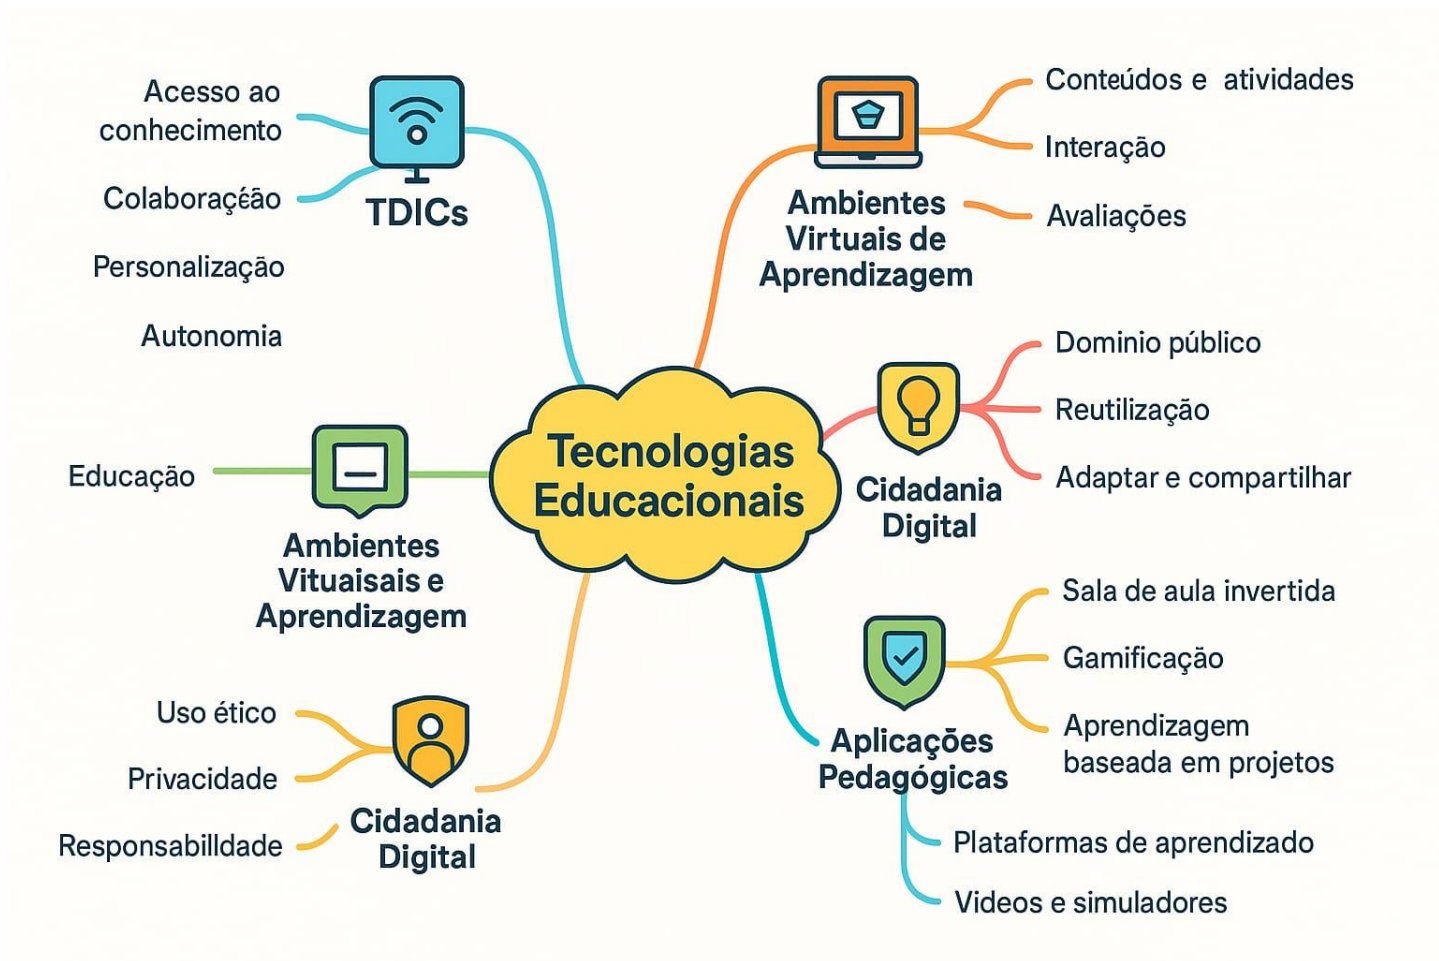 Tecnologias
Educacionais
TDICs
Acesso ao
conhecimento
Colaboraçéão
Personalização
Autonomia
Ambientes
Virtuais de
Aprendizagem
Conteúdos e atividades
Interação
Avaliações
Cidadania
Digital
Dominio público
Reutilização
Adaptar e compartilhar
Ambientes
Vituaisais e
Aprendizagem
Educação
Cidadania
Digital
Uso ético
Privacidade
Responsabilldade
Aplicações
Pedagógicas
Sala de aula invertida
Gamificação
Aprendizagem
baseada em projetos
Plataformas de aprendizado
Videos e simuladores